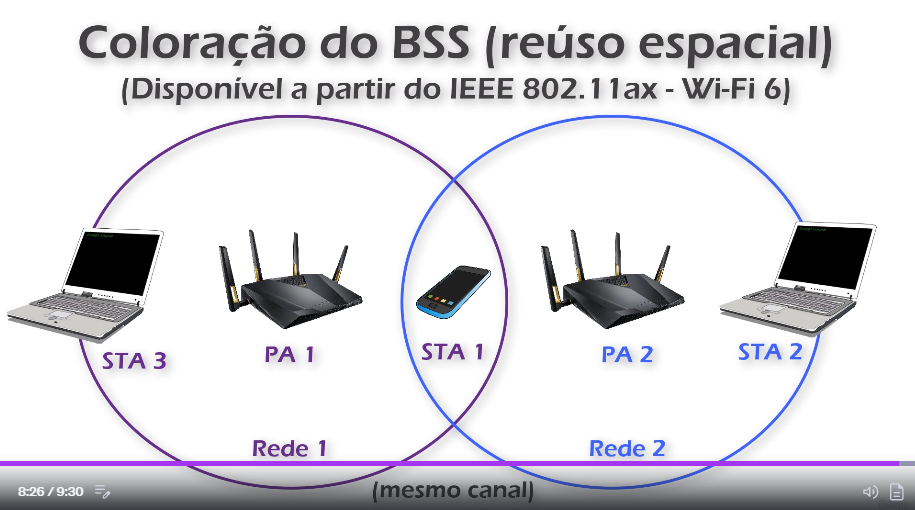 Coloração do BSS (reúso espacial)
(Disponível a partir do IEEE 802.11ax - Wi-Fi 6)
STA 3
PA 1
STA 1
PA 2
STA 2
Rede 1
Rede 2
(mesmo canal)
8:26 / 9:30